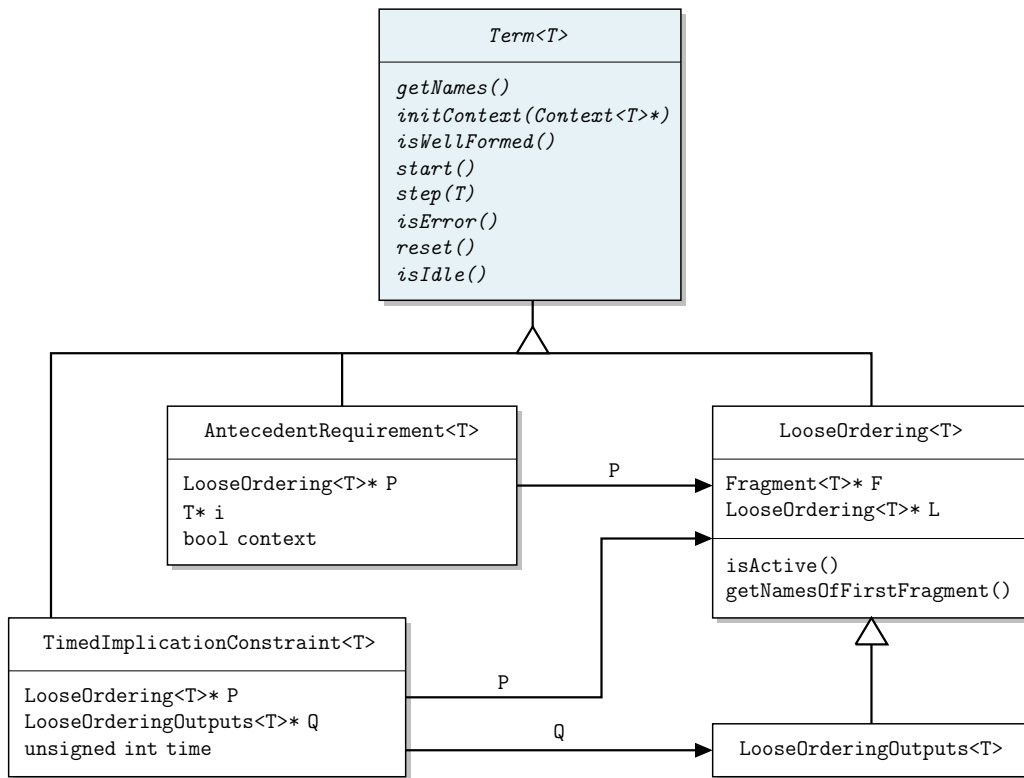 Term<T>
getNames()
initContext(Context<T>*)
isWellFormed()
start()
step(T)
isError()
reset()
isIdle()
AntecedentRequirement<T>
LooseOrdering<T>* P
T* i
bool context
P
LooseOrdering<T>
Fragment<T>* F
LooseOrdering<T>* L
isActive()
getNamesOfFirstFragment()
TimedImplicationConstraint<T>
LooseOrdering<T>* P
LooseOrderingOutputs<T>* Q
unsigned int time
P
Q
LooseOrderingOutputs<T>